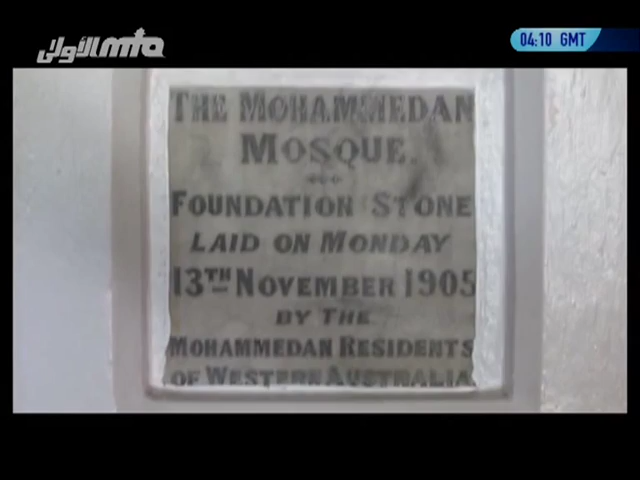 mta الأولى
04:10 GMT
THE MOHAMMEDAN
MOSQUE.
FOUNDATION STONE
LAID ON MONDAY
13TH NOVEMBER 1905
BY THE
MOHAMMEDAN RESIDENTS
OF WESTERN AUSTRALIA